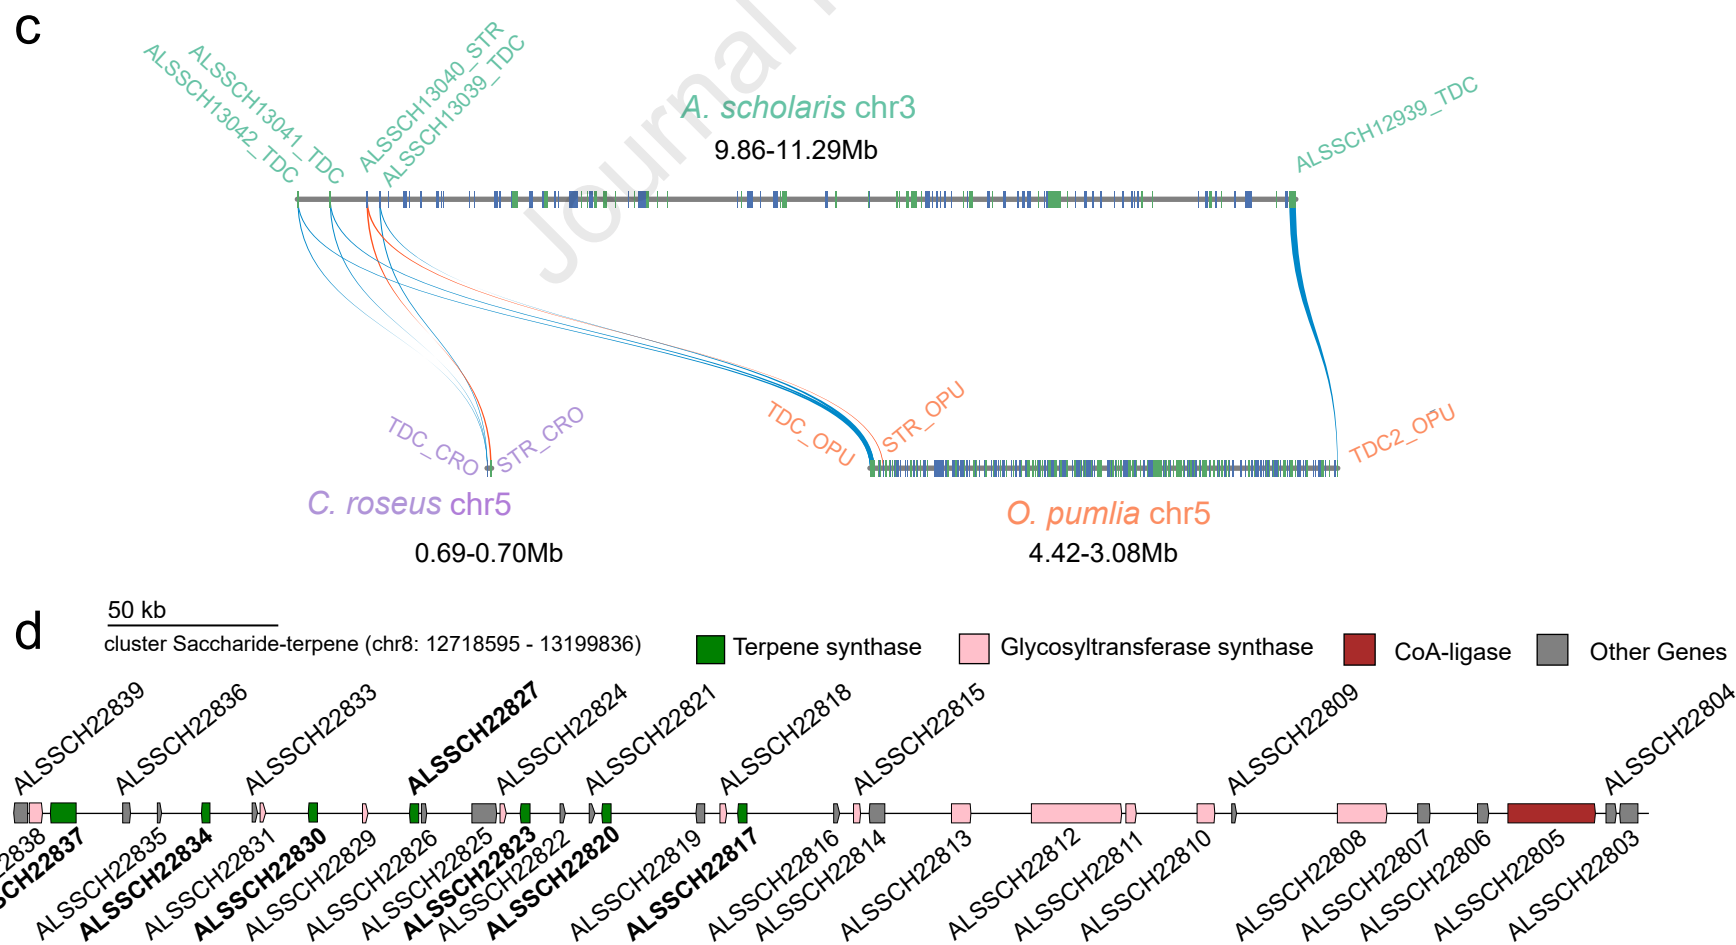 c
ALSSCH13042_TDC
ALSSCH13041_TDC
ALSSCH13040_STR
ALSSCH13039_TDC
A. scholaris chr3
9.86-11.29Mb
ALSSCH12939_TDC
Journal
TDC_CRO
STR_CRO
TDC_OPU
STR_OPU
TDC2_OPU
C. roseus chr5
0.69-0.70Mb
O. pumlia chr5
4.42-3.08Mb
d
50 kb
cluster Saccharide-terpene (chr8: 12718595 - 13199836)
Terpene synthase
Glycosyltransferase synthase
CoA-ligase
Other Genes
ALSSCH22839
ALSSCH22836
ALSSCH22833
ALSSCH22827
ALSSCH22824
ALSSCH22821
ALSSCH22818
ALSSCH22815
ALSSCH22809
ALSSCH22804
22838
SCH22837
ALSSCH22835
ALSSCH22834
ALSSCH22831
ALSSCH22830
ALSSCH22829
ALSSCH22826
ALSSCH22825
ALSSCH22823
ALSSCH22822
ALSSCH22820
ALSSCH22819
ALSSCH22817
ALSSCH22816
ALSSCH22814
ALSSCH22813
ALSSCH22812
ALSSCH22811
ALSSCH22810
ALSSCH22808
ALSSCH22807
ALSSCH22806
ALSSCH22805
ALSSCH22803